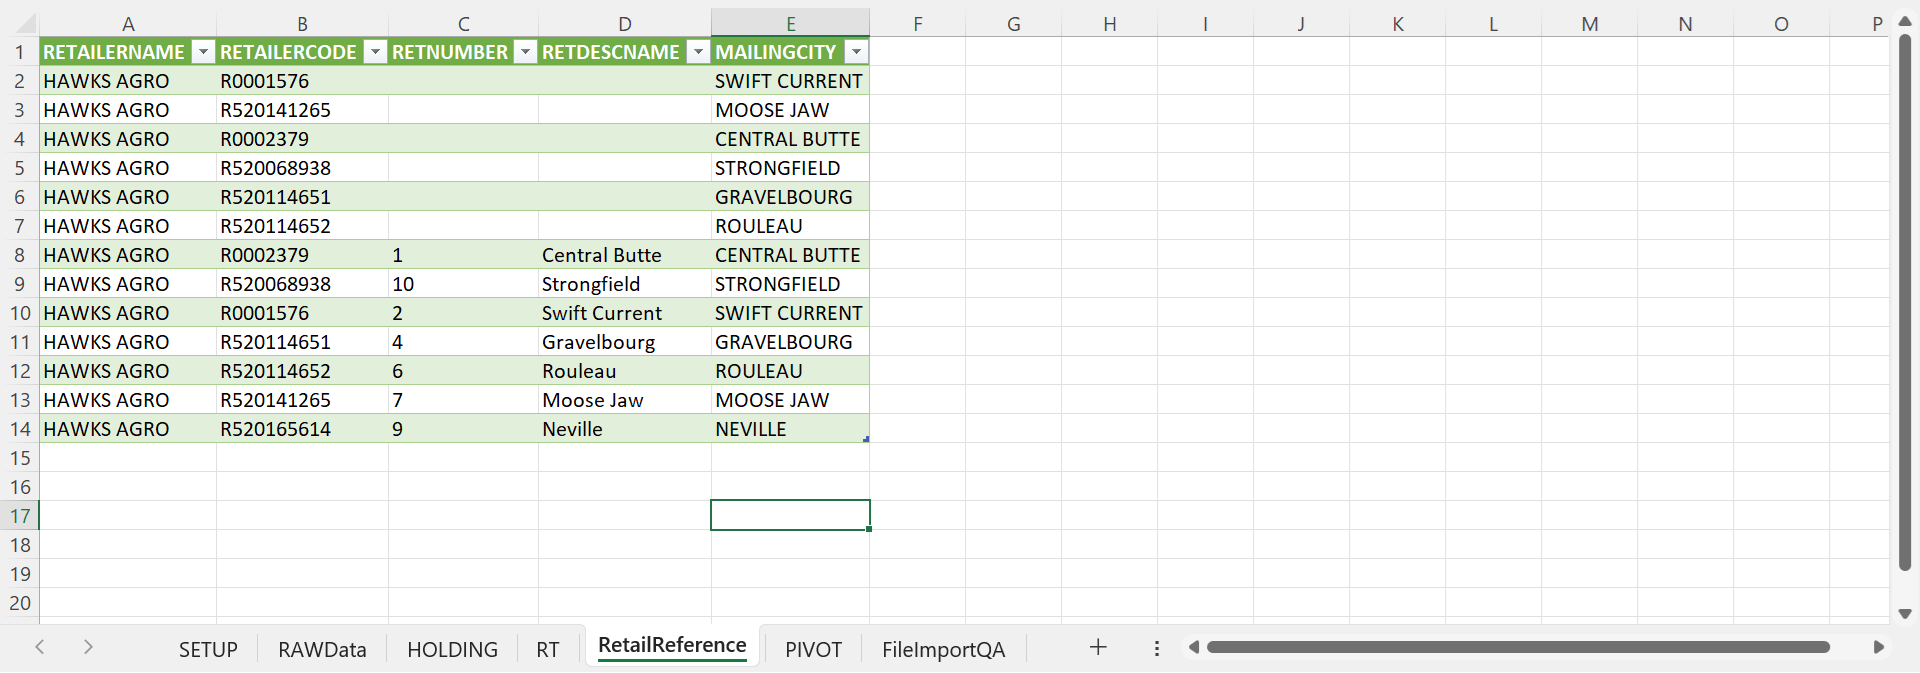 A B C D E F G H I J K L M N O P
1 RETAILERNAME RETAILERCODE RETNUMBER RETDESCNAME MAILINGCITY
2 HAWKS AGRO R0001576 SWIFT CURRENT
3 HAWKS AGRO R520141265 MOOSE JAW
4 HAWKS AGRO R0002379 CENTRAL BUTTE
5 HAWKS AGRO R520068938 STRONGFIELD
6 HAWKS AGRO R520114651 GRAVELBOURG
7 HAWKS AGRO R520114652 ROULEAU
8 HAWKS AGRO R0002379 1 Central Butte CENTRAL BUTTE
9 HAWKS AGRO R520068938 10 Strongfield STRONGFIELD
10 HAWKS AGRO R0001576 2 Swift Current SWIFT CURRENT
11 HAWKS AGRO R520114651 4 Gravelbourg GRAVELBOURG
12 HAWKS AGRO R520114652 6 Rouleau ROULEAU
13 HAWKS AGRO R520141265 7 Moose Jaw MOOSE JAW
14 HAWKS AGRO R520165614 9 Neville NEVILLE
15
16
17
18
19
20
SETUP RAWData HOLDING RT RetailReference PIVOT FileImportQA